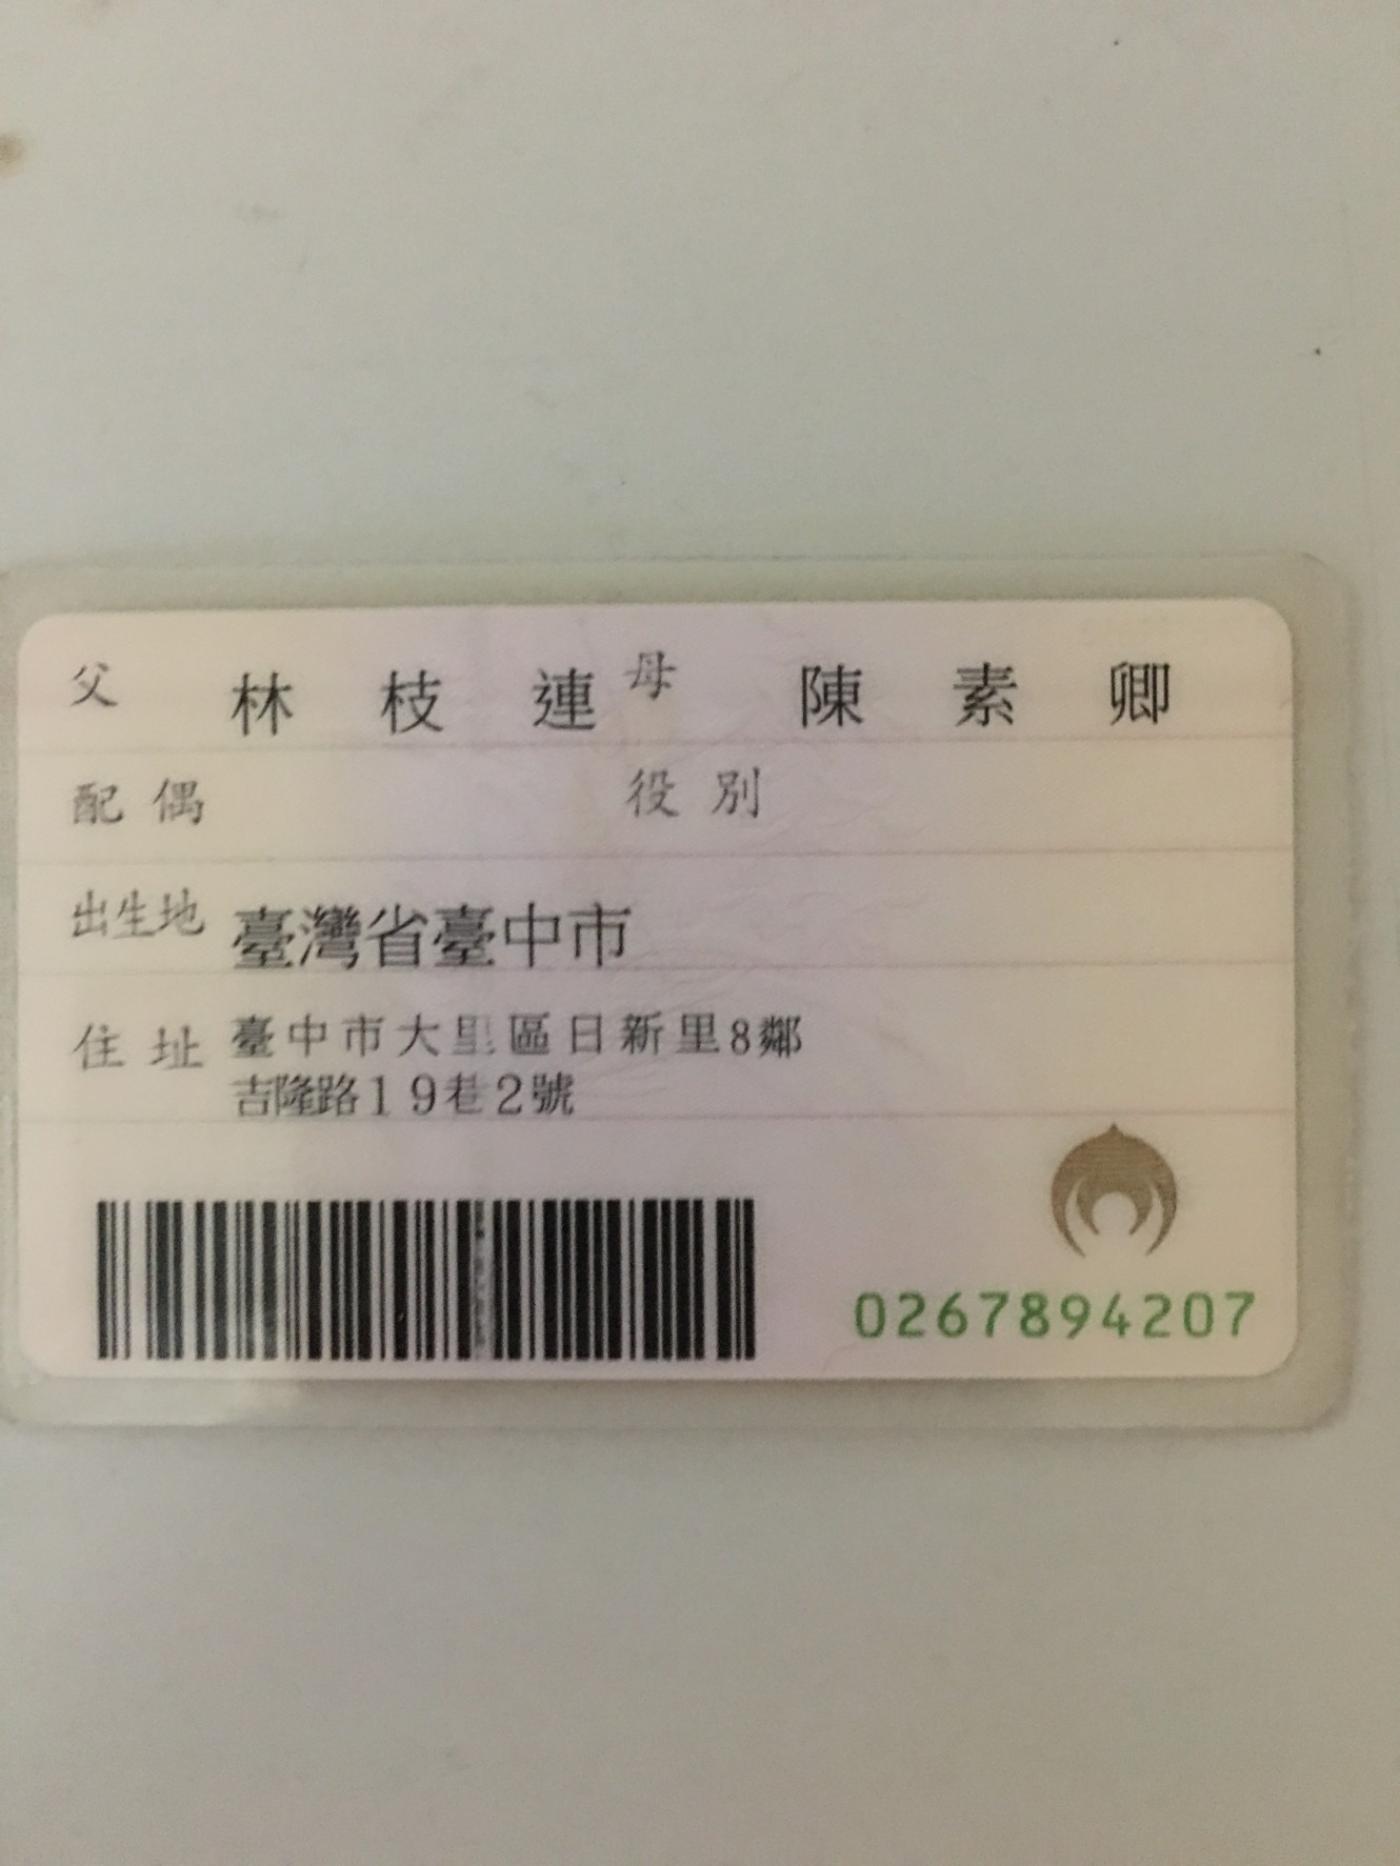 父 林枝連 母 陳素卿
配偶 役別
出生地 臺灣省臺中市
住址 臺中市大里區日新里8鄰
吉隆路19巷2號
0267894207